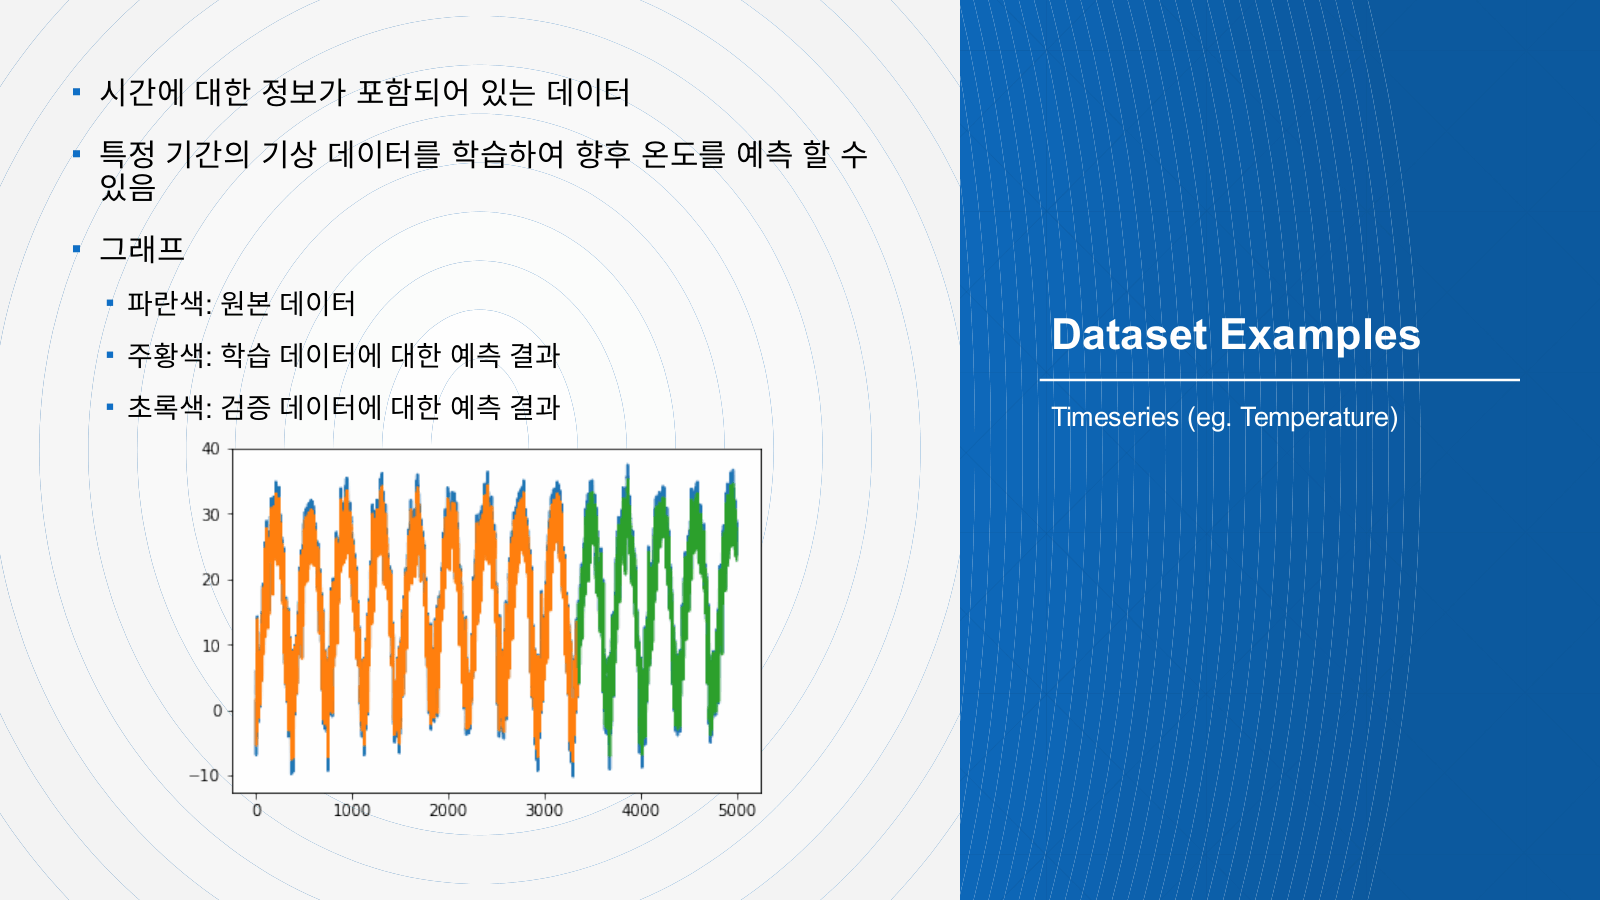 시간에 대한 정보가 포함되어 있는 데이터
특정 기간의 기상 데이터를 학습하여 향후 온도를 예측 할 수
있음
그래프
파란색: 원본 데이터
주황색: 학습 데이터에 대한 예측 결과
초록색: 검증 데이터에 대한 예측 결과
40
30
20
10
0
−10
0 1000 2000 3000 4000 5000
Dataset Examples
Timeseries (eg. Temperature)